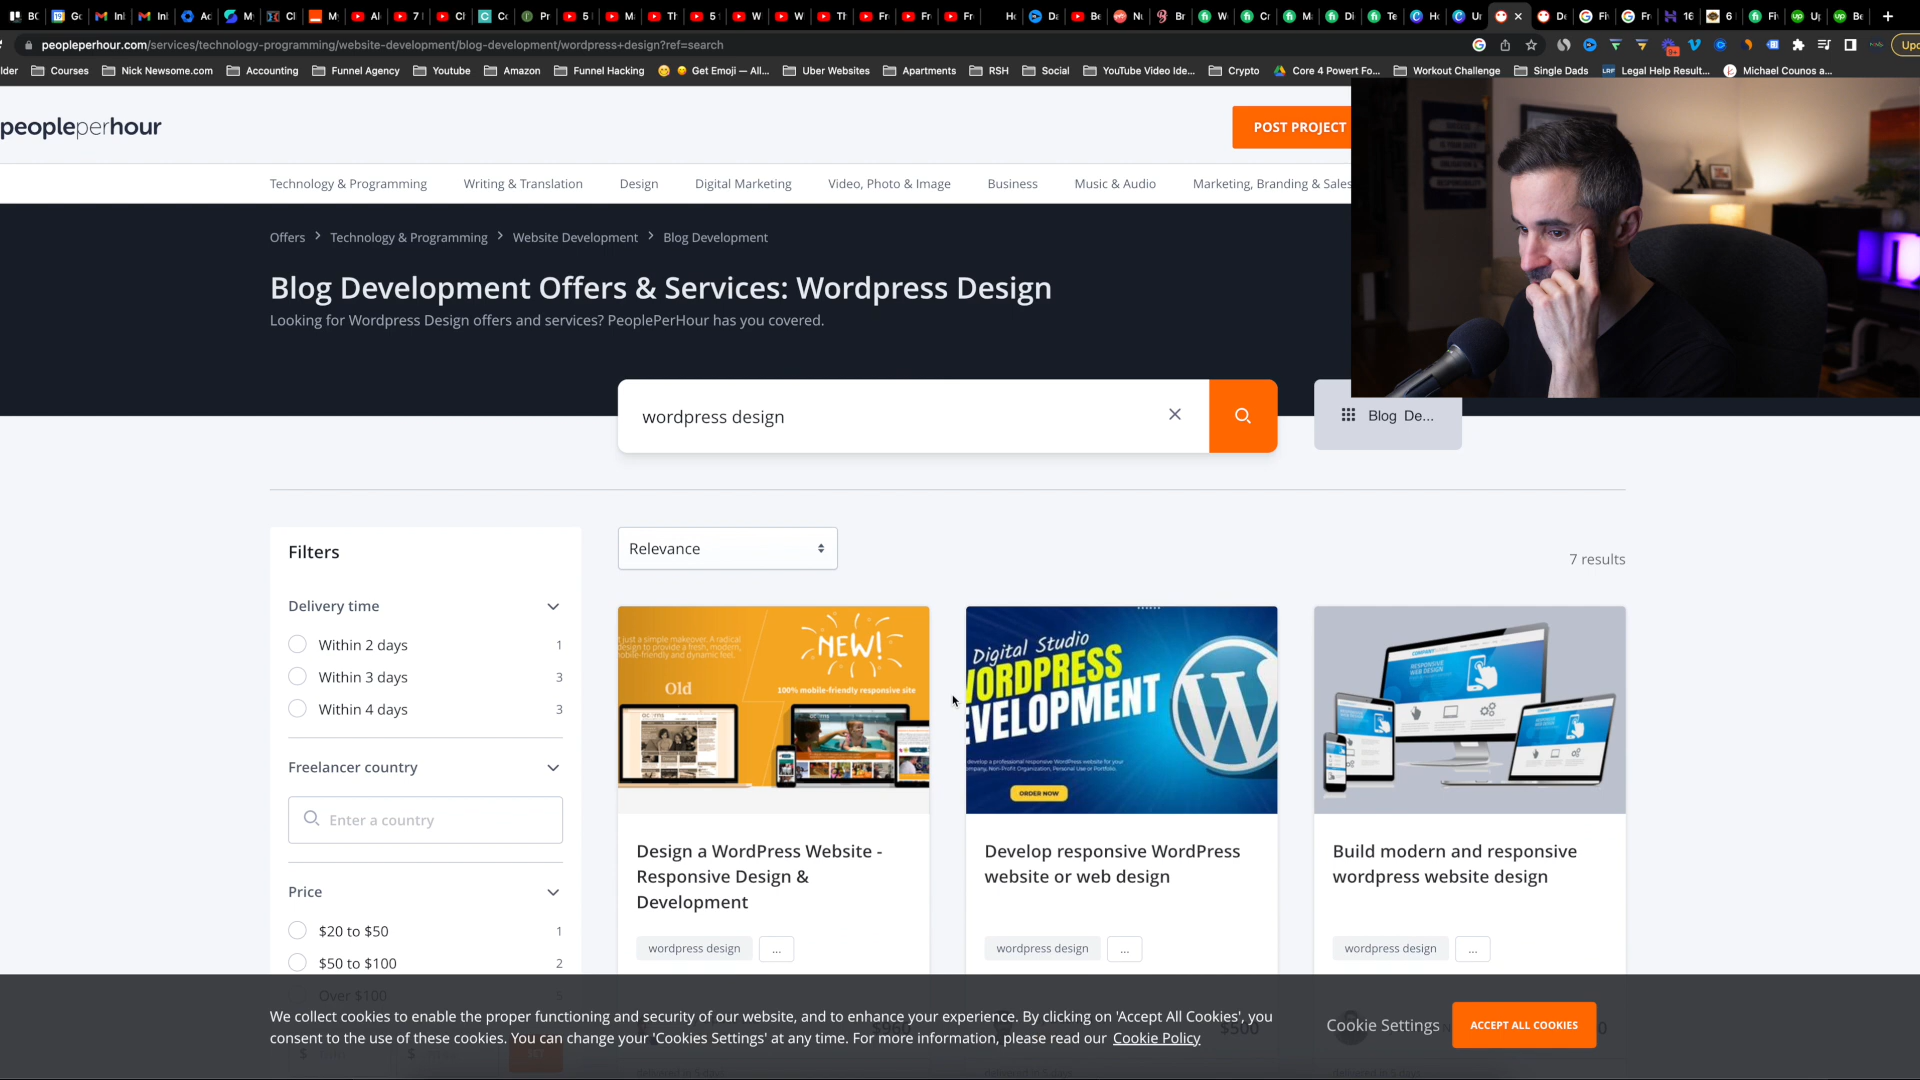 peopleperhour.com/services/technology-programming/website-development/blog-development/wordpress+design?ref=search
Courses Nick Newsome.com Accounting Funnel Agency Youtube Amazon Funnel Hacking Get Emoji — All... Uber Websites Apartments RSH Social YouTube Video Ide... Crypto Core 4 Powert Fo... Workout Challenge Single Dads Legal Help Result... Michael Counos a...
peopleperhour
POST PROJECT
Technology & Programming Writing & Translation Design Digital Marketing Video, Photo & Image Business Music & Audio Marketing, Branding & Sales
Offers > Technology & Programming > Website Development > Blog Development
Blog Development Offers & Services: Wordpress Design
Looking for Wordpress Design offers and services? PeoplePerHour has you covered.
wordpress design
Blog De...
Filters
Relevance
7 results
Delivery time
Within 2 days 1
Within 3 days 3
Within 4 days 3
Freelancer country
Enter a country
Price
$20 to $50 1
$50 to $100 2
Over $100 5
NEW!
Old
100% mobile-friendly responsive site
Digital Studio
WORDPRESS
DEVELOPMENT
ORDER NOW
Design a WordPress Website -
Responsive Design &
Development
wordpress design ...
Develop responsive WordPress
website or web design
wordpress design ...
Build modern and responsive
wordpress website design
wordpress design ...
We collect cookies to enable the proper functioning and security of our website, and to enhance your experience. By clicking on 'Accept All Cookies', you
consent to the use of these cookies. You can change your 'Cookies Settings' at any time. For more information, please read our Cookie Policy
Cookie Settings
ACCEPT ALL COOKIES